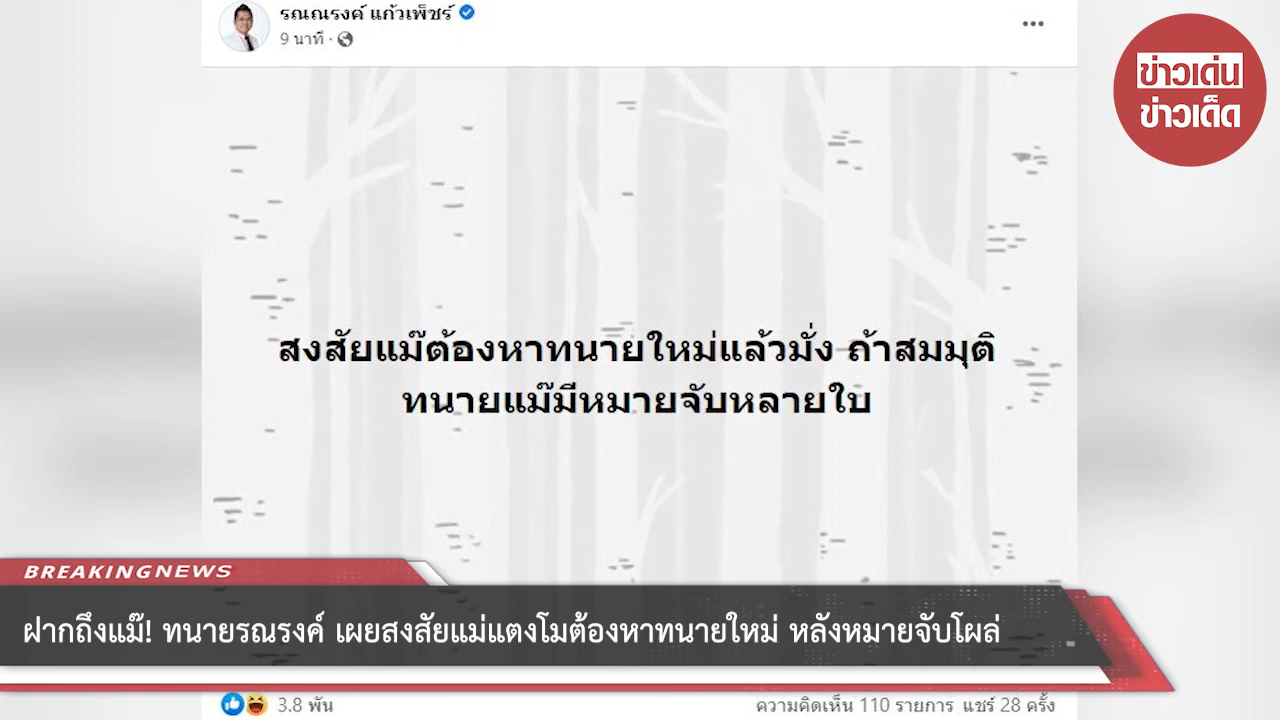 รณณรงค์ แก้วเพ็ชร์
9 นาที ·
ข่าวเด่น
ข่าวเด็ด
สงสัยแม๊ต้องหาทนายใหม่แล้วมั่ง ถ้าสมมุติ
ทนายแม๊มีหมายจับหลายใบ
BREAKING NEWS
ฝากถึงแม๊! ทนายรณรงค์ เผยสงสัยแม่แตงโมต้องหาทนายใหม่ หลังหมายจับโผล่
3.8 พัน
ความคิดเห็น 110 รายการ แชร์ 28 ครั้ง